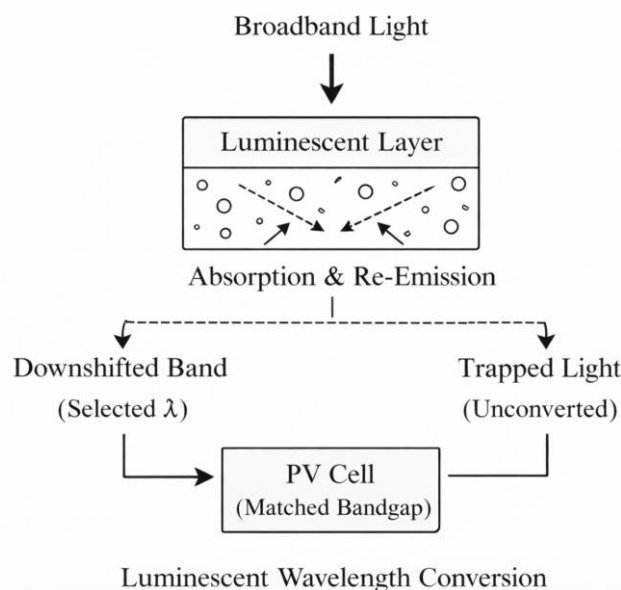 Broadband Light
Luminescent Layer
Absorption & Re-Emission
Downshifted Band
(Selected λ)
Trapped Light
(Unconverted)
PV Cell
(Matched Bandgap)
Luminescent Wavelength Conversion